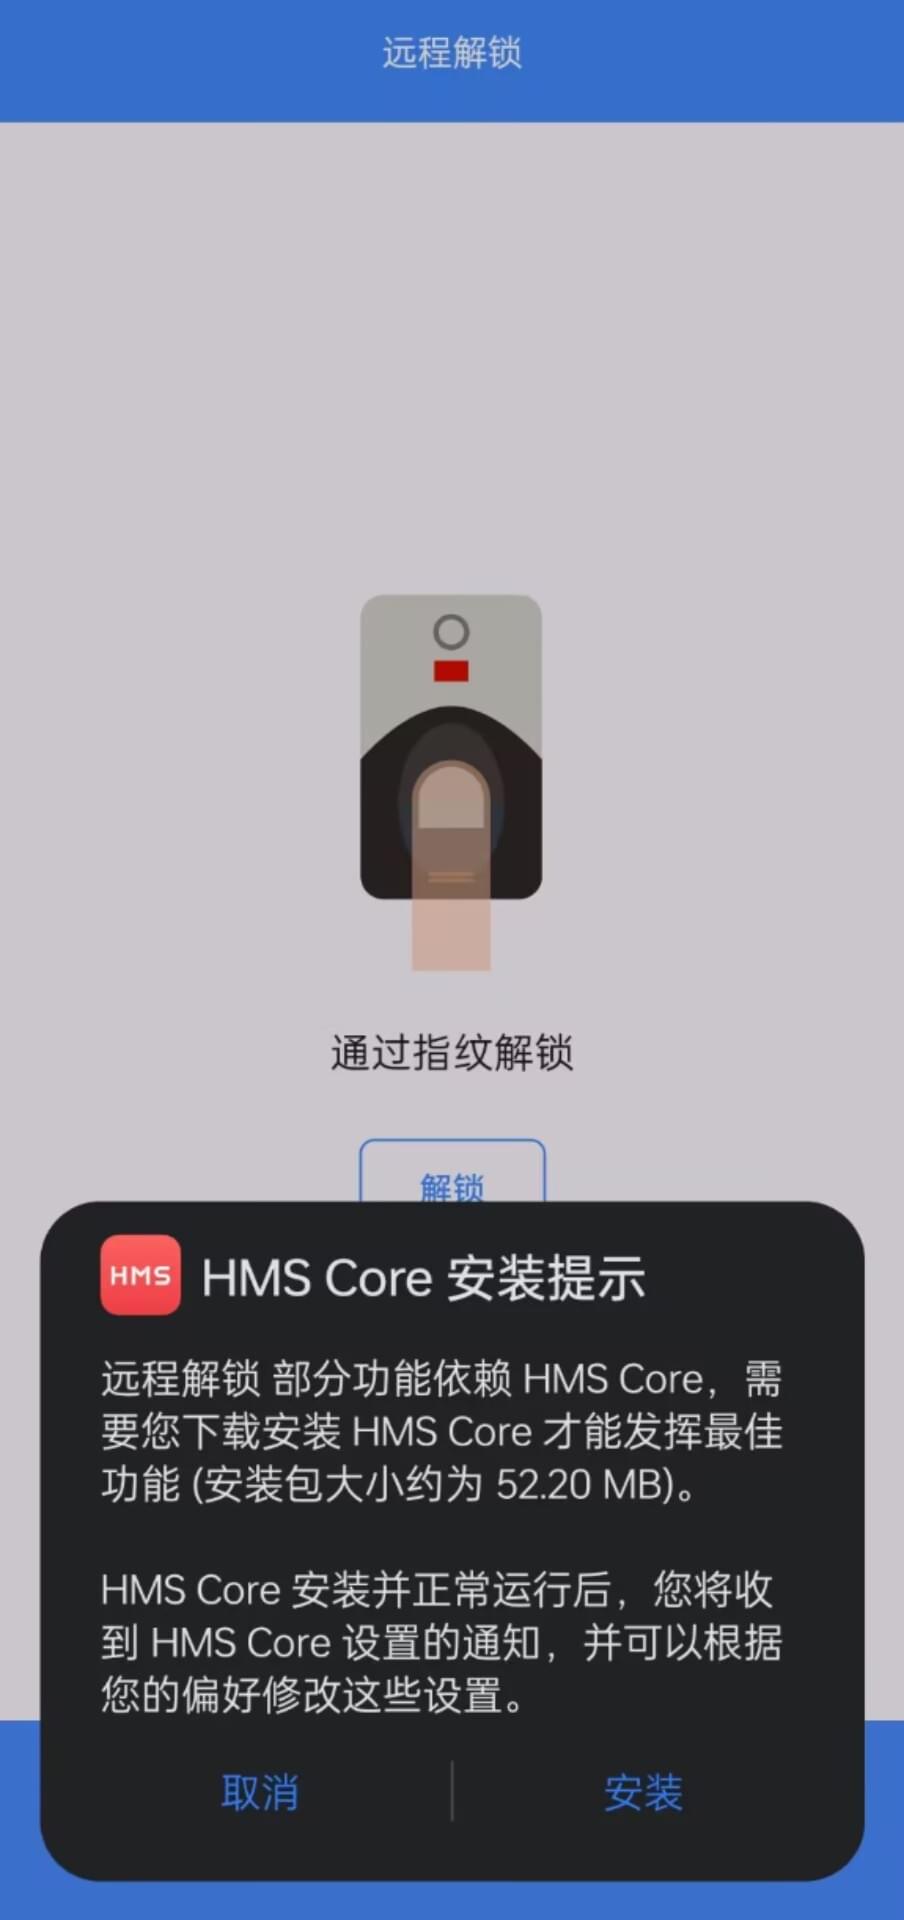 远程解锁
通过指纹解锁
解锁
HMS
HMS Core 安装提示
远程解锁 部分功能依赖 HMS Core，需
要您下载安装 HMS Core 才能发挥最佳
功能 (安装包大小约为 52.20 MB)。
HMS Core 安装并正常运行后，您将收
到 HMS Core 设置的通知，并可以根据
您的偏好修改这些设置。
取消
安装